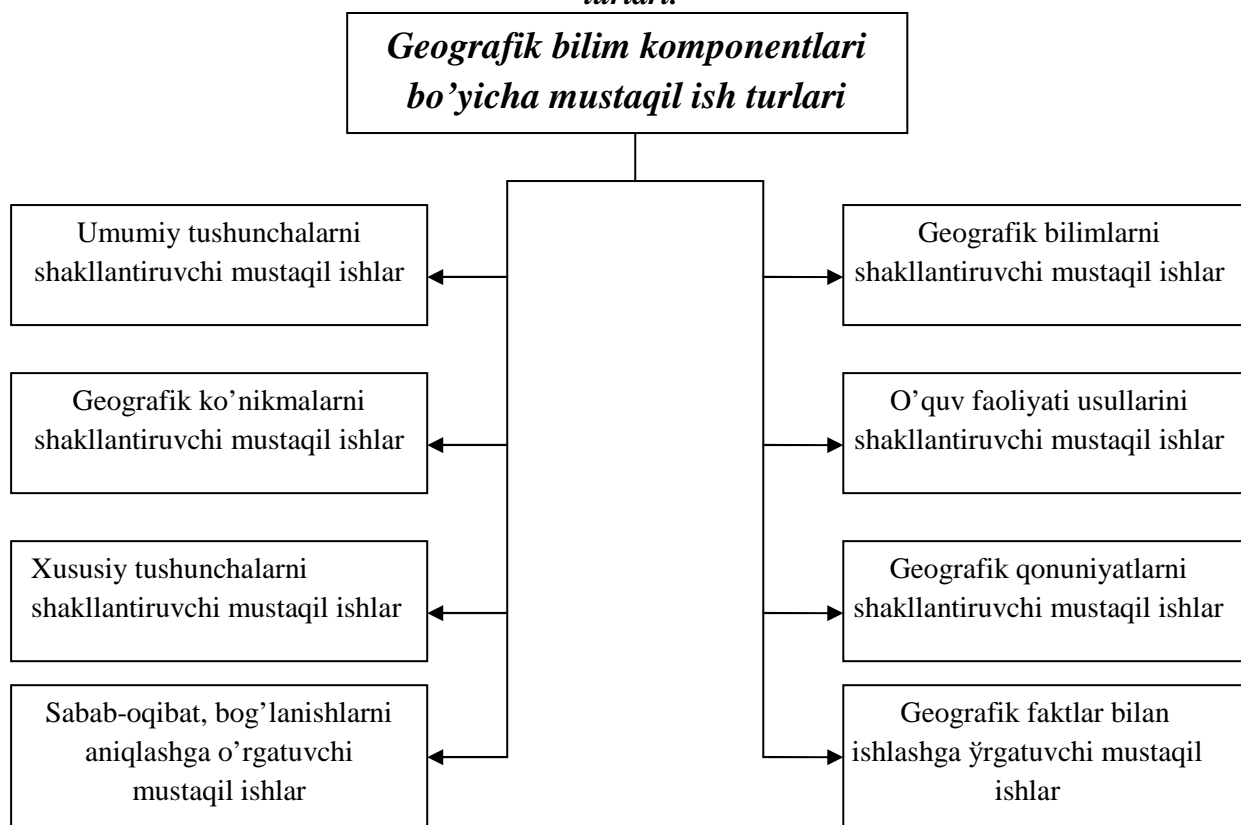 turlari.
Geografik bilim komponentlari
bo’yicha mustaqil ish turlari
Umumiy tushunchalarni
shakllantiruvchi mustaqil ishlar
Geografik bilimlarni
shakllantiruvchi mustaqil ishlar
Geografik ko’nikmalarni
shakllantiruvchi mustaqil ishlar
O’quv faoliyati usullarini
shakllantiruvchi mustaqil ishlar
Xususiy tushunchalarni
shakllantiruvchi mustaqil ishlar
Geografik qonuniyatlarni
shakllantiruvchi mustaqil ishlar
Sabab-oqibat, bog’lanishlarni
aniqlashga o’rgatuvchi
mustaqil ishlar
Geografik faktlar bilan
ishlashga ўrgatuvchi mustaqil
ishlar